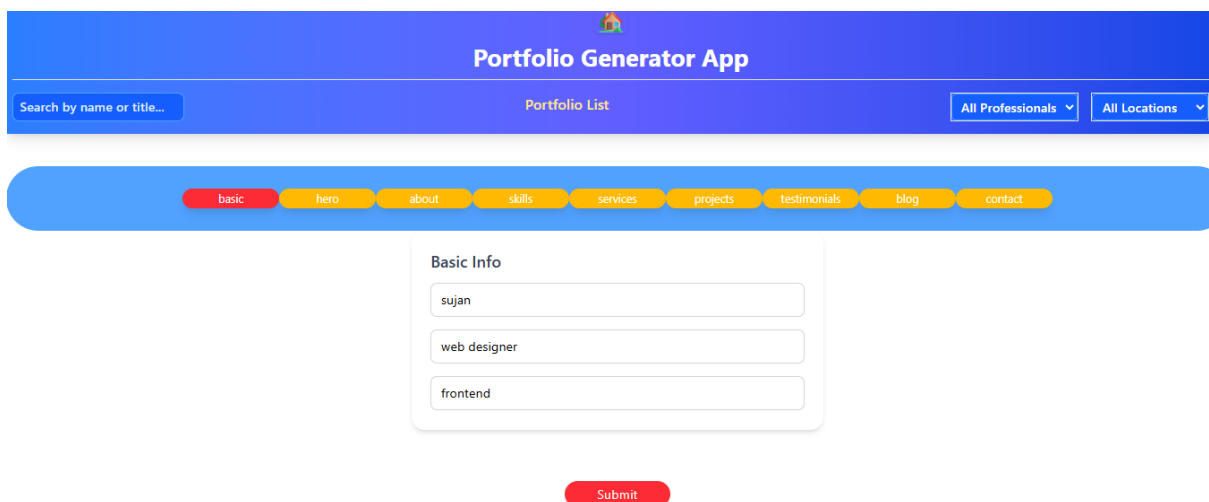 Portfolio Generator App
Search by name or title... Portfolio List All Professionals All Locations
basic hero about skills services projects testimonials blog contact
Basic Info
sujan
web designer
frontend
Submit